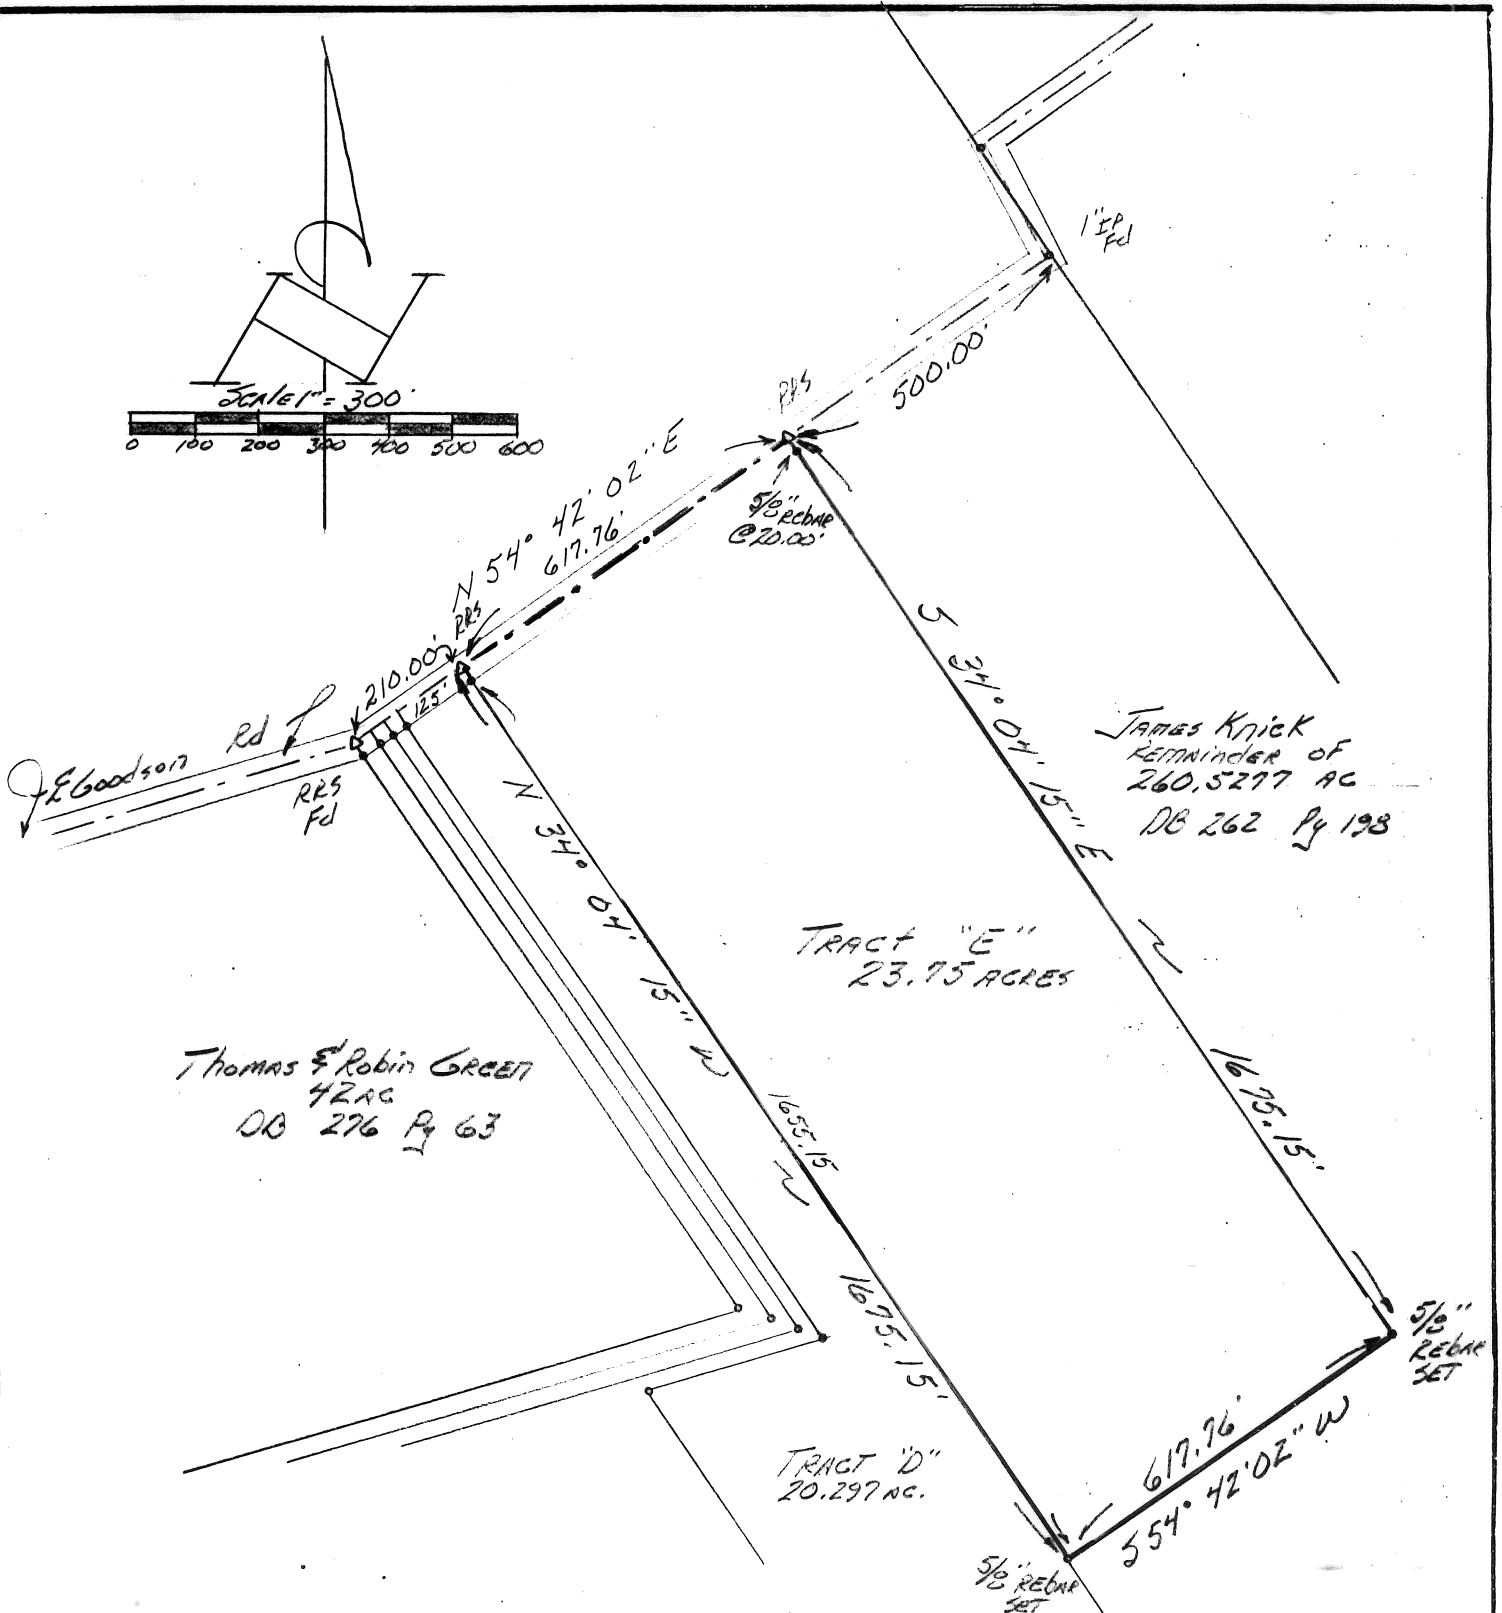 N
Scale 1" = 300'
0 100 200 300 400 500 600
1" IP
Fd
500.00'
RRS
5/8" Rebar
@ 20.00'
N 54° 42' 02" E
617.76'
RRS
210.00'
125'
Goodson Rd
RRS
Fd
S 34° 04' 15" E
1675.15'
N 34° 04' 15" W
1655.15
1675.15'
James Knick
Remainder of
260.5277 Ac
DB 262 Pg 198
Tract "E"
23.75 Acres
Thomas & Robin Green
42 Ac
DB 276 Pg 63
5/8"
Rebar
Set
617.76'
S 54° 42' 02" W
Tract "D"
20.297 Ac.
5/8" Rebar
Set